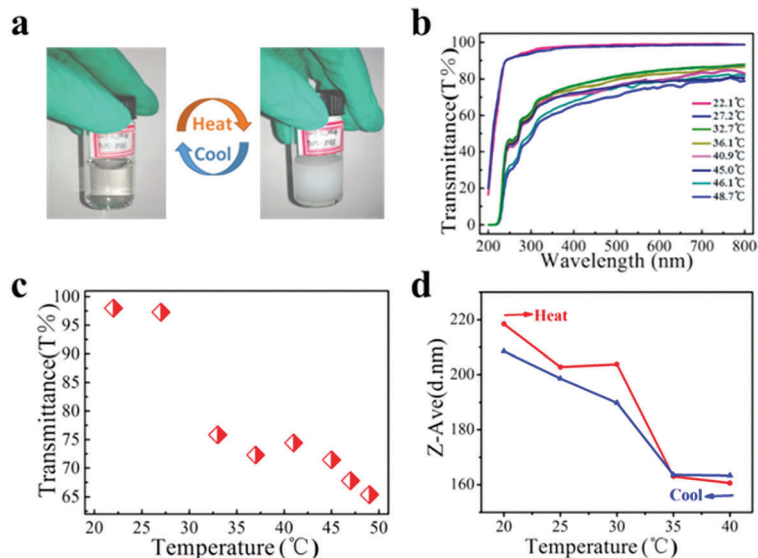 a
Heat
Cool
b
Transmittance(T%)
100
80
60
40
20
0
22.1℃
27.2℃
32.7℃
36.1℃
40.9℃
45.0℃
46.1℃
48.7℃
200 300 400 500 600 700 800
Wavelength (nm)
c
Transmittance(T%)
100
95
90
85
80
75
70
65
20 25 30 35 40 45 50
Temperature (℃)
d
Z-Ave(d.nm)
220
200
180
160
Heat
Cool
20 25 30 35 40
Temperature (℃)